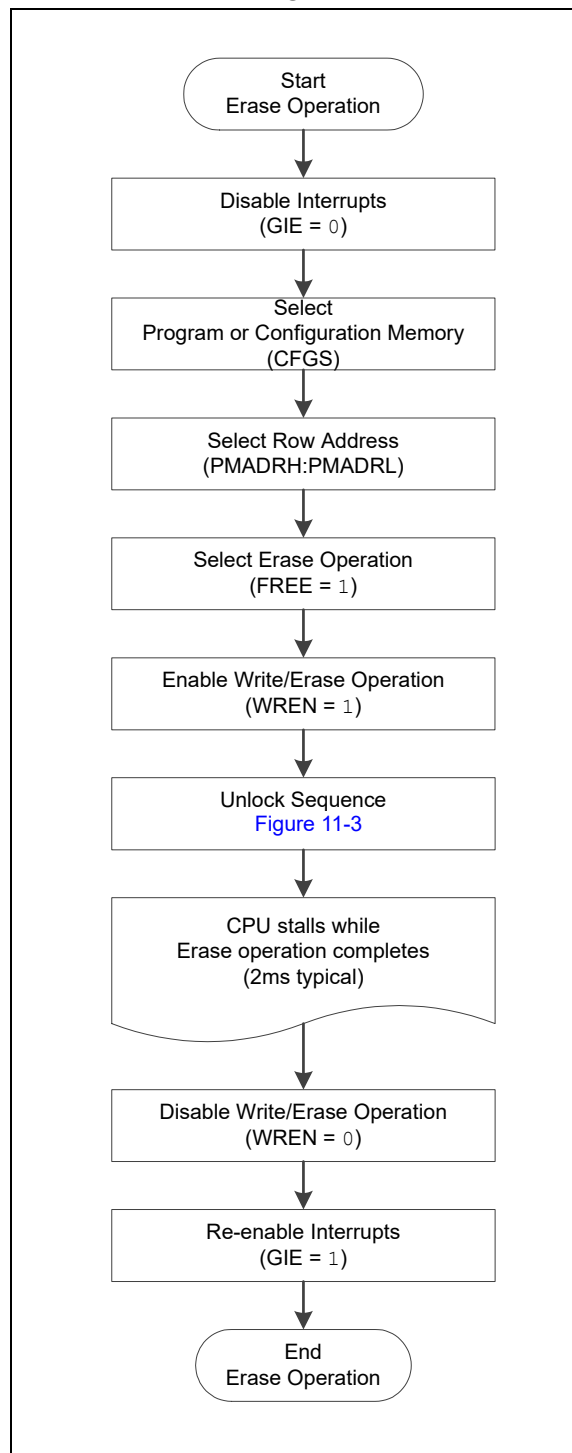 Start
Erase Operation
Disable Interrupts
(GIE = 0)
Select
Program or Configuration Memory
(CFGS)
Select Row Address
(PMADRH:PMADRL)
Select Erase Operation
(FREE = 1)
Enable Write/Erase Operation
(WREN = 1)
Unlock Sequence
Figure 11-3
CPU stalls while
Erase operation completes
(2ms typical)
Disable Write/Erase Operation
(WREN = 0)
Re-enable Interrupts
(GIE = 1)
End
Erase Operation